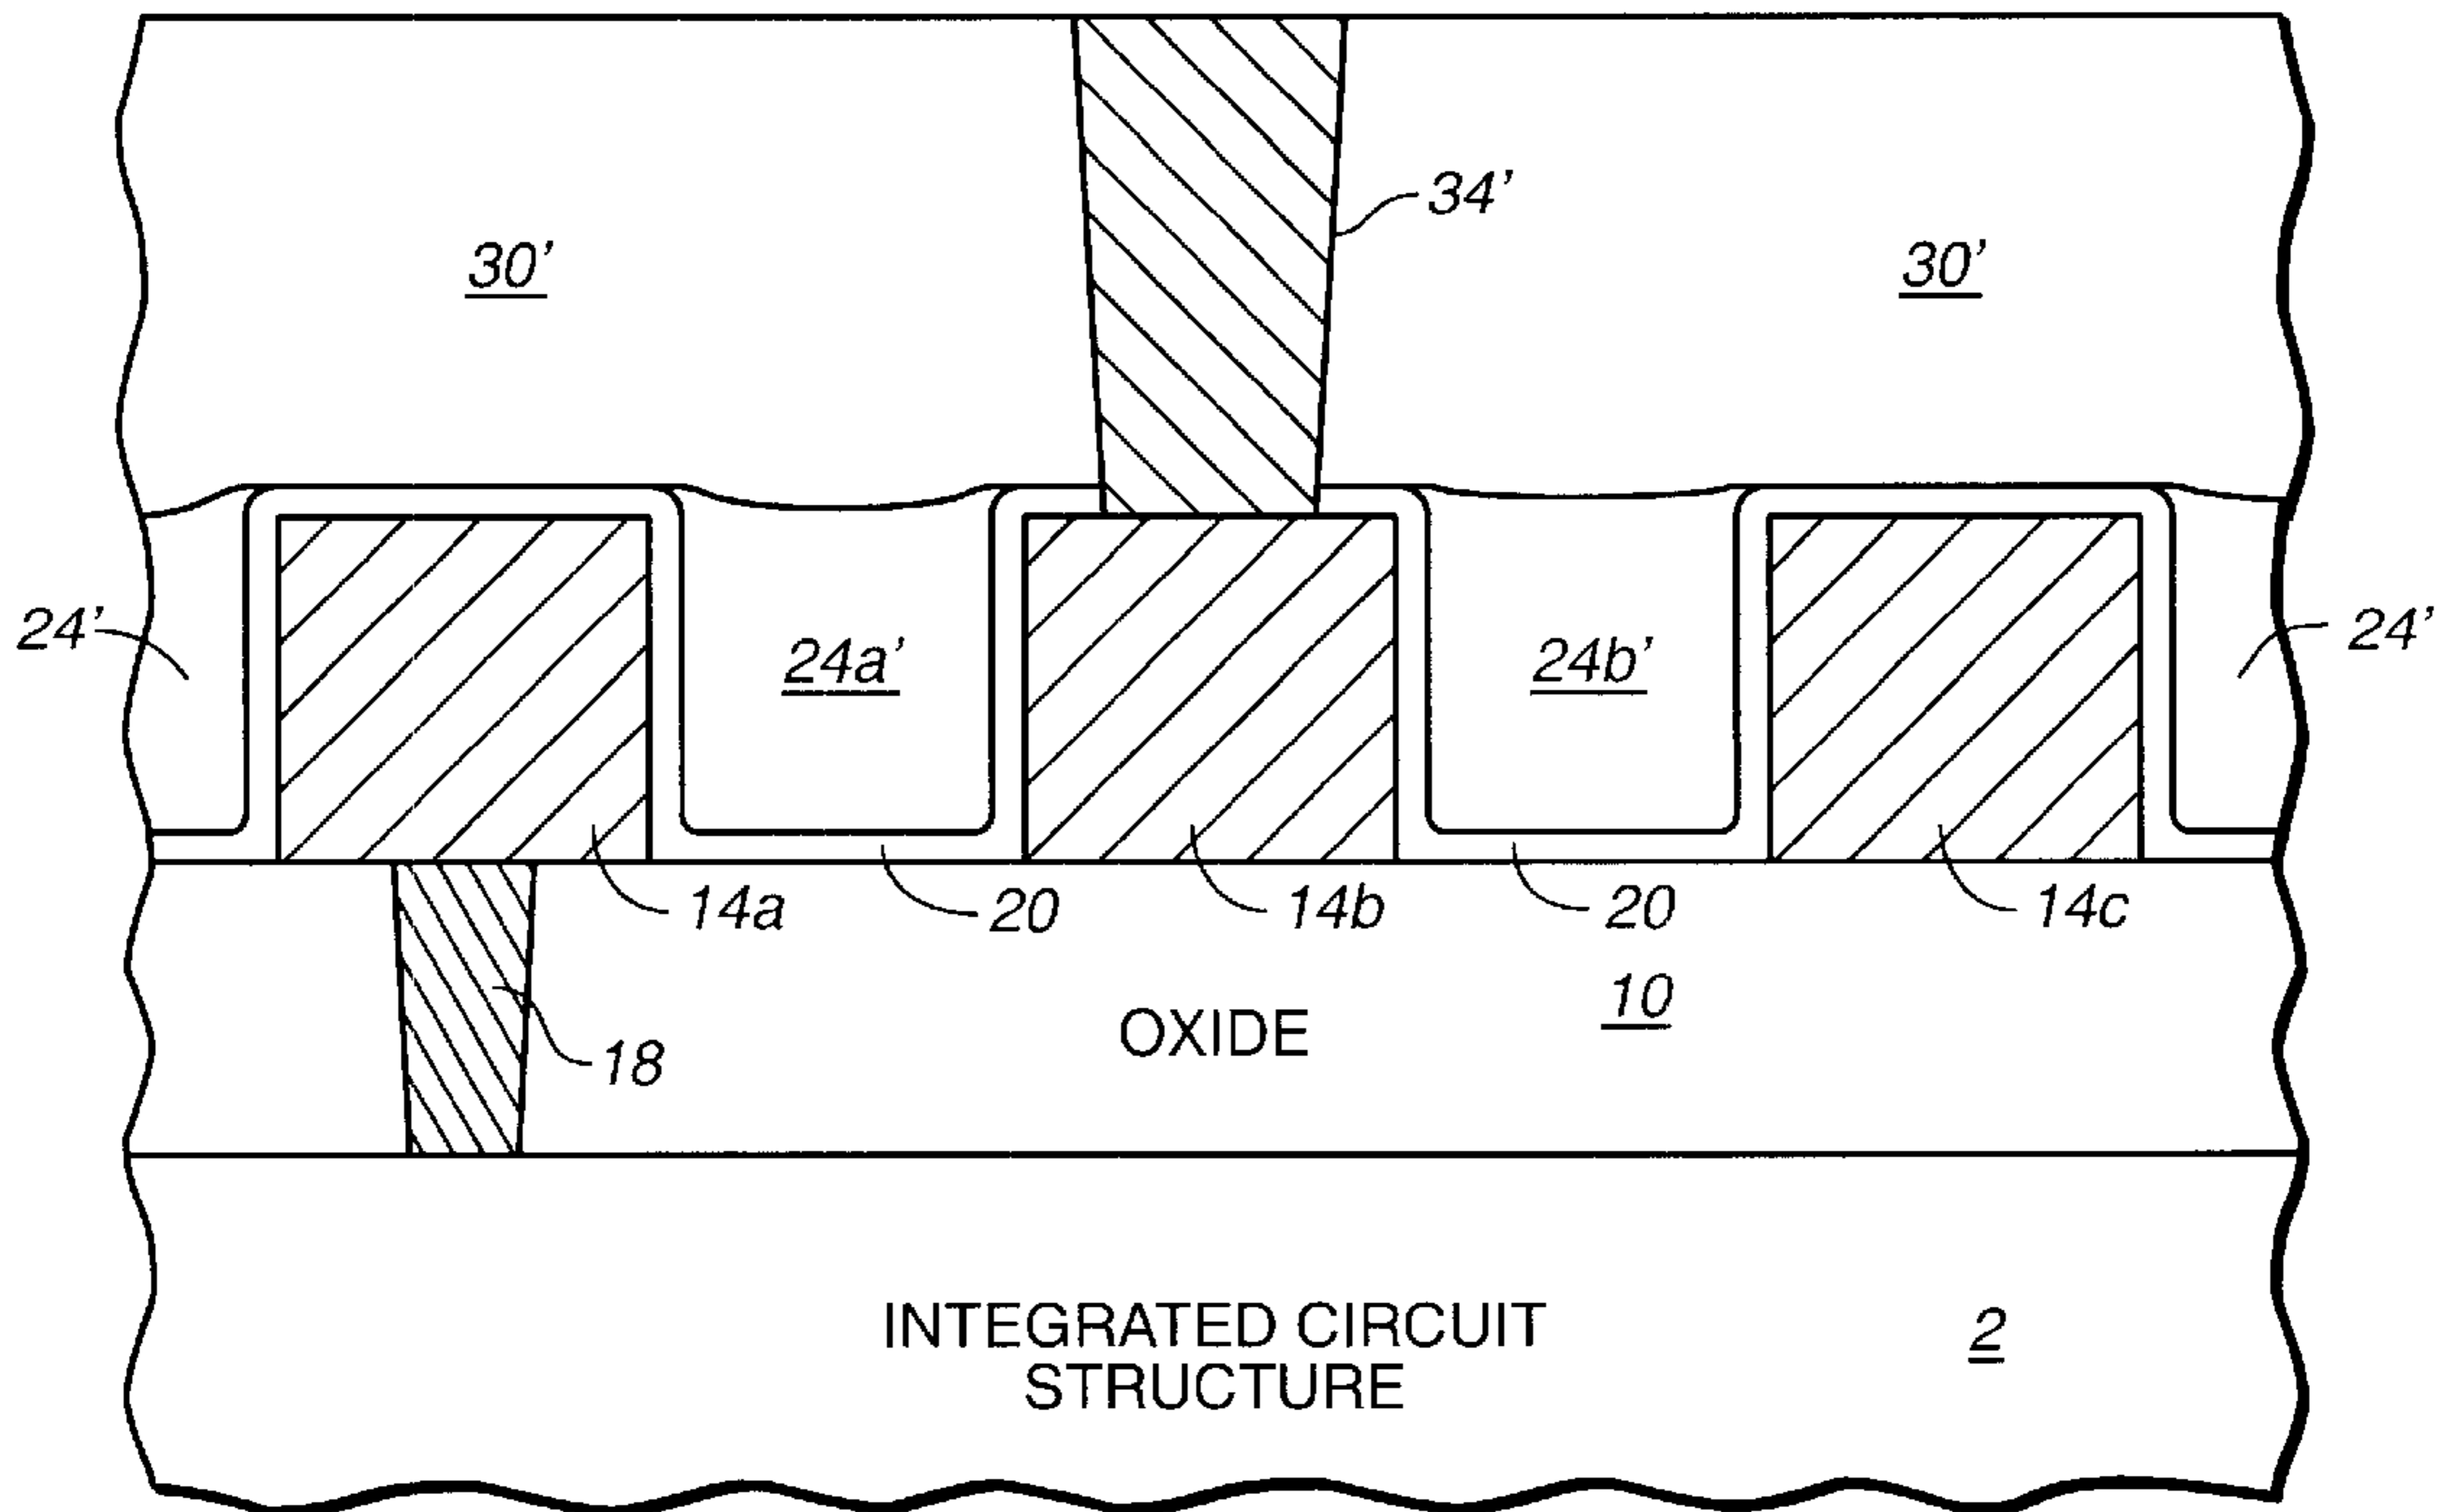 34’
30’
30’
24’
24a’
24b’
24’
14a
20
14b
20
14c
10
OXIDE
18
INTEGRATED CIRCUIT
STRUCTURE
2